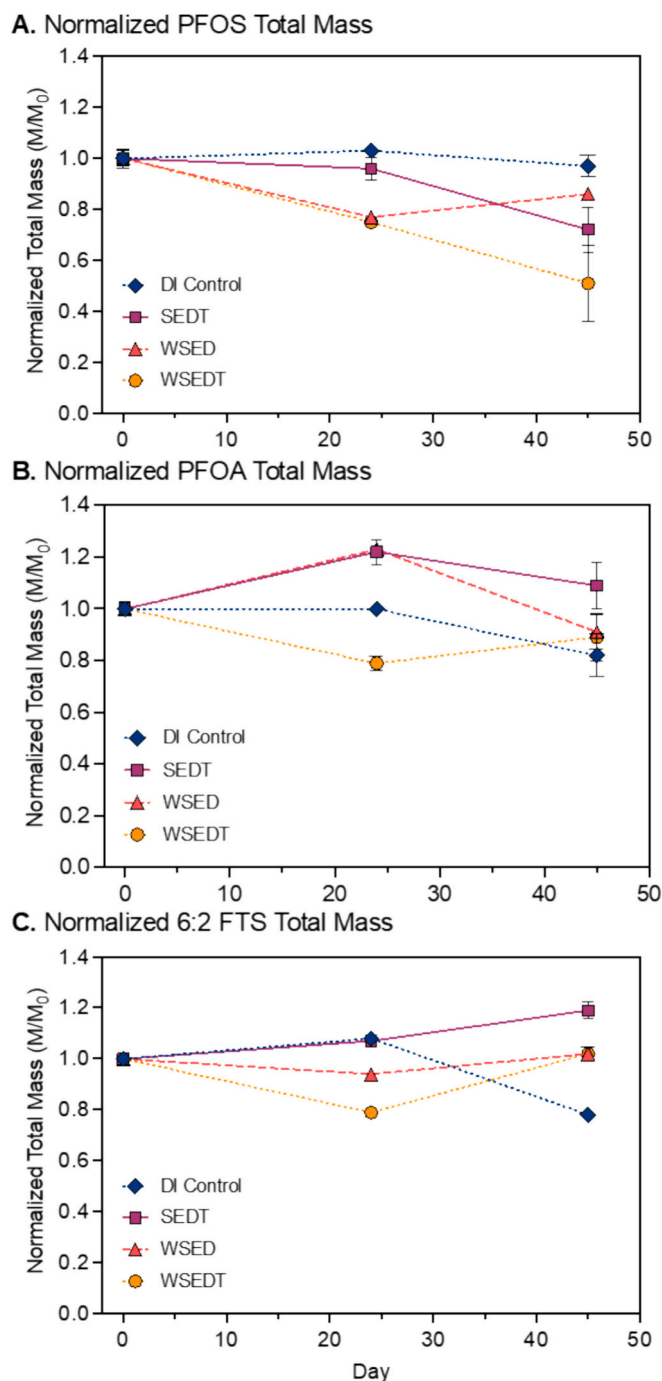 A. Normalized PFOS Total Mass
Normalized Total Mass (M/M₀)
1.4
1.2
1.0
0.8
0.6
0.4
0.2
0.0
DI Control
SEDT
WSED
WSEDT
0 10 20 30 40 50
B. Normalized PFOA Total Mass
Normalized Total Mass (M/M₀)
1.4
1.2
1.0
0.8
0.6
0.4
0.2
0.0
DI Control
SEDT
WSED
WSEDT
0 10 20 30 40 50
C. Normalized 6:2 FTS Total Mass
Normalized Total Mass (M/M₀)
1.4
1.2
1.0
0.8
0.6
0.4
0.2
0.0
DI Control
SEDT
WSED
WSEDT
0 10 20 30 40 50
Day